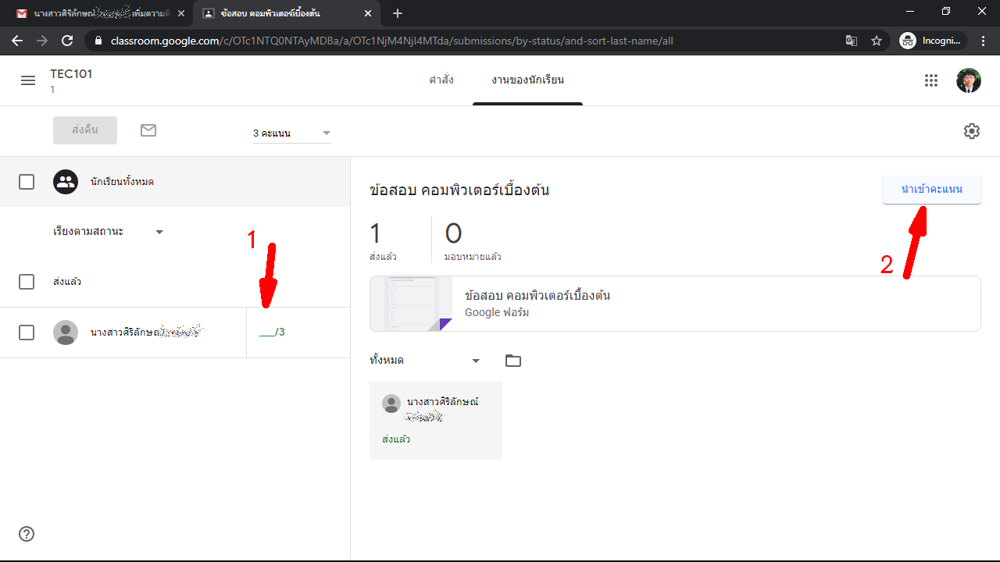 นางสาวศิริลักษณ์ เพิ่มความคิ
ข้อสอบ คอมพิวเตอร์เบื้องต้น
classroom.google.com/c/OTc1NTQ0NTAyMDBa/a/OTc1NjM4NjI4MTda/submissions/by-status/and-sort-last-name/all
Incogni...
TEC101
1
คำสั่ง
งานของนักเรียน
ส่งคืน
3 คะแนน
นักเรียนทั้งหมด
เรียงตามสถานะ
1
ส่งแล้ว
นางสาวศิริลักษณ์
___/3
ข้อสอบ คอมพิวเตอร์เบื้องต้น
นำเข้าคะแนน
2
1
ส่งแล้ว
0
มอบหมายแล้ว
ข้อสอบ คอมพิวเตอร์เบื้องต้น
Google ฟอร์ม
ทั้งหมด
นางสาวศิริลักษณ์
ส่งแล้ว